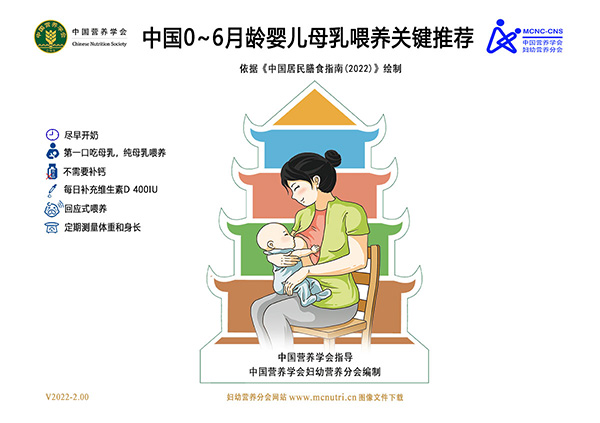 中国营养学会
Chinese Nutrition Society
中国0~6月龄婴儿母乳喂养关键推荐
MCNC-CNS
中国营养学会
妇幼营养分会
依据《中国居民膳食指南(2022)》绘制
尽早开奶
第一口吃母乳，纯母乳喂养
不需要补钙
每日补充维生素D 400IU
回应式喂养
定期测量体重和身长
中国营养学会指导
中国营养学会妇幼营养分会编制
V2022-2.00
妇幼营养分会网站 www.mcnutri.cn 图像文件下载